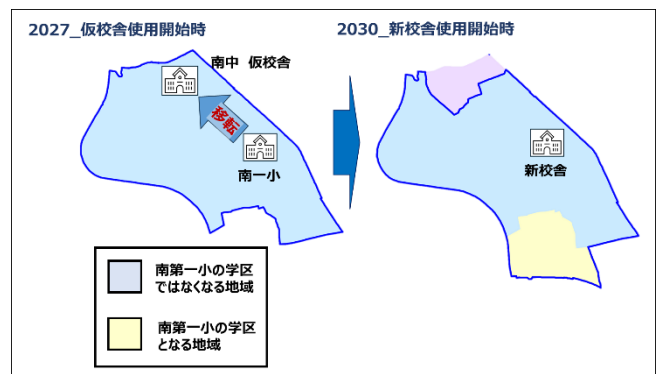 2027_仮校舎使用開始時
南中 仮校舎
移転
南一小
2030_新校舎使用開始時
新校舎
南第一小の学区
ではなくなる地域
南第一小の学区
となる地域